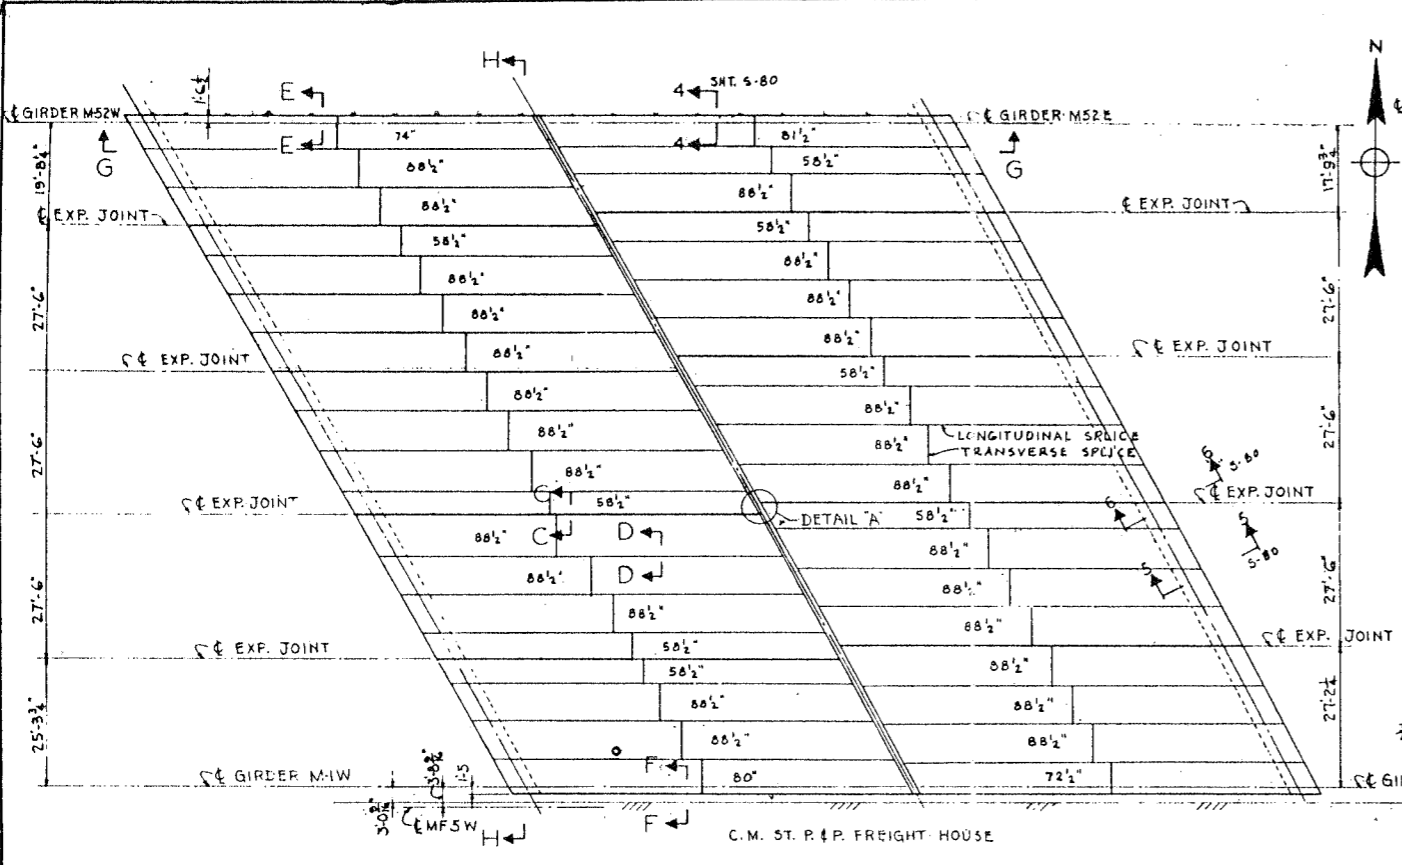 N
H
E
SHT. S-80
4
1'-6½
₵ GIRDER M52W
₵ GIRDER M52E
E
4
G
G
74"
81½"
88½"
58½"
88½"
88½"
19'-8¼"
17'-9¾"
₵ EXP. JOINT
₵ EXP. JOINT
58½"
58½"
88½"
88½"
88½"
88½"
27'-6"
27'-6"
88½"
88½"
₵ EXP. JOINT
₵ EXP. JOINT
88½"
58½"
88½"
88½"
88½"
88½"
LONGITUDINAL SPLICE
TRANSVERSE SPLICE
27'-6"
27'-6"
88½"
88½"
6
S-80
₵ EXP. JOINT
₵ EXP. JOINT
C
58½"
DETAIL "A"
58½"
6
5
S-80
88½"
C
D
88½"
D
88½"
88½"
5
27'-6"
27'-6"
88½"
88½"
₵ EXP. JOINT
₵ EXP. JOINT
58½"
88½"
58½"
88½"
88½"
25'-3¾"
27'-2¼
88½"
88½"
₵ GIRDER M-1W
F
80"
72½"
₵ GI
1'-5
₵ MF5W
H
F
C. M. ST. P. & P. FREIGHT HOUSE